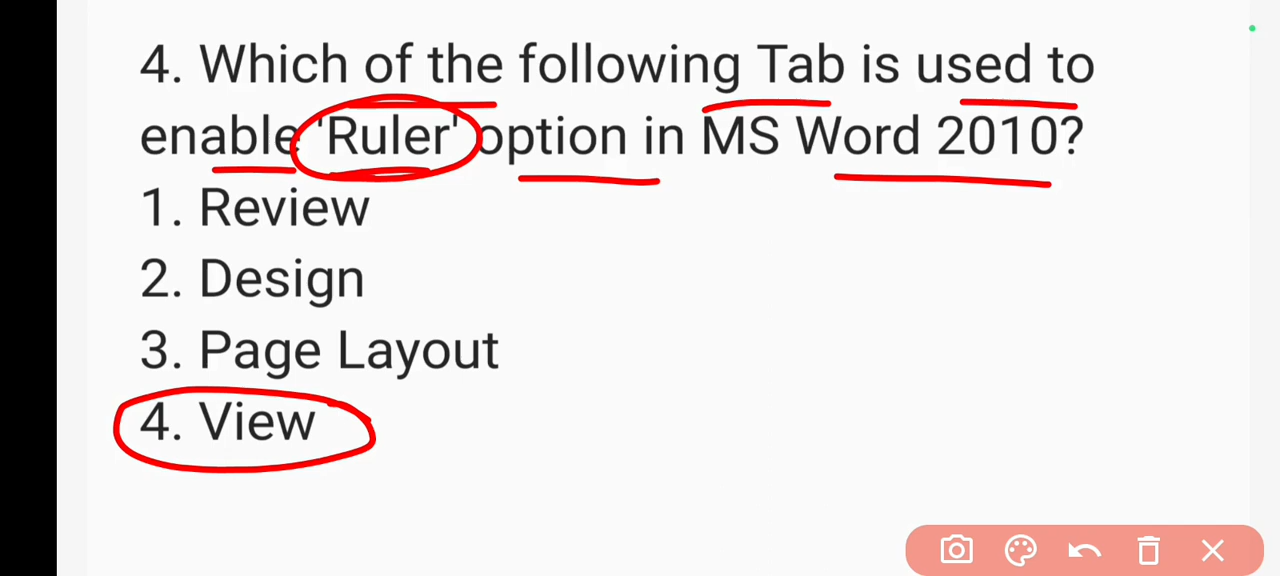 4. Which of the following Tab is used to
enable 'Ruler' option in MS Word 2010?
1. Review
2. Design
3. Page Layout
4. View